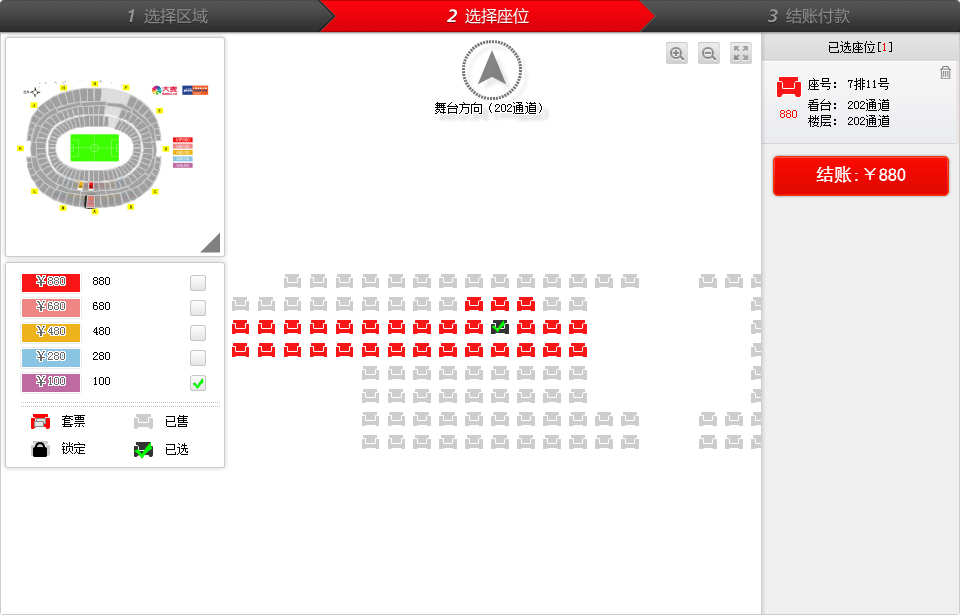 1 选择区域
2 选择座位
3 结账付款
大麦
舞台方向（202通道）
已选座位[1]
座号： 7排11号
880
看台： 202通道
楼层： 202通道
结账:￥880
￥880 880
￥680 680
￥480 480
￥280 280
￥100 100
套票 已售
锁定 已选